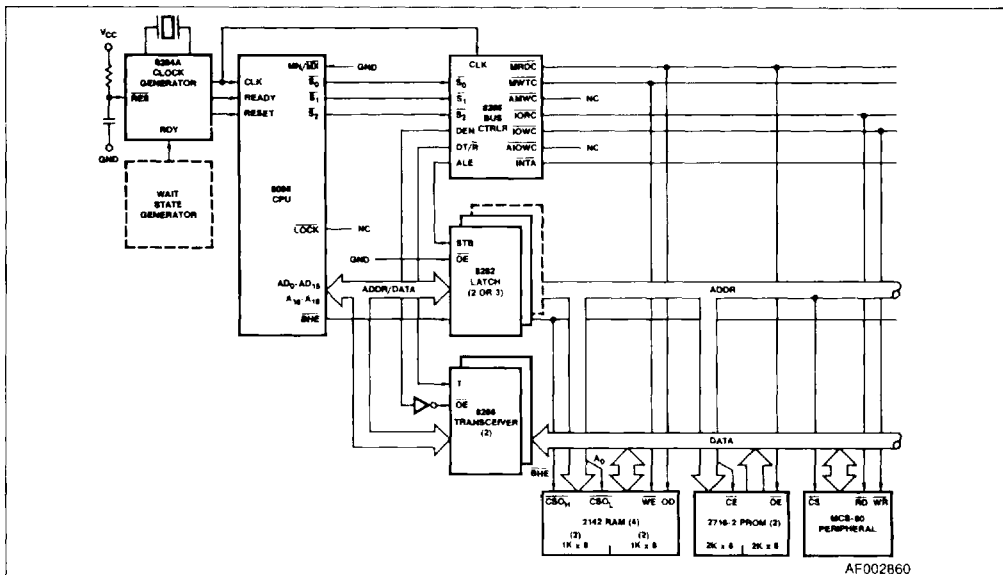 VCC
RES
GND
8284A
CLOCK
GENERATOR
RDY
WAIT
STATE
GENERATOR
CLK
READY
RESET
MN/MX
S0
S1
S2
8086
CPU
LOCK
AD0-AD15
A16-A19
BHE
GND
NC
GND
ADDR/DATA
CLK
S0
S1
S2
DEN
DT/R
ALE
8288
BUS
CTRLR
MRDC
MWTC
AMWC
IORC
IOWC
AIOWC
INTA
NC
NC
STB
OE
8282
LATCH
(2 OR 3)
ADDR
T
OE
8286
TRANSCEIVER
(2)
DATA
BHE
A0
CSOH
CSOL
WE
OD
2142 RAM (4)
(2)
1K x 8
(2)
1K x 8
CE
OE
2716-2 PROM (2)
2K x 8
2K x 8
CS
RD
WR
MCS-80
PERIPHERAL
AF002860